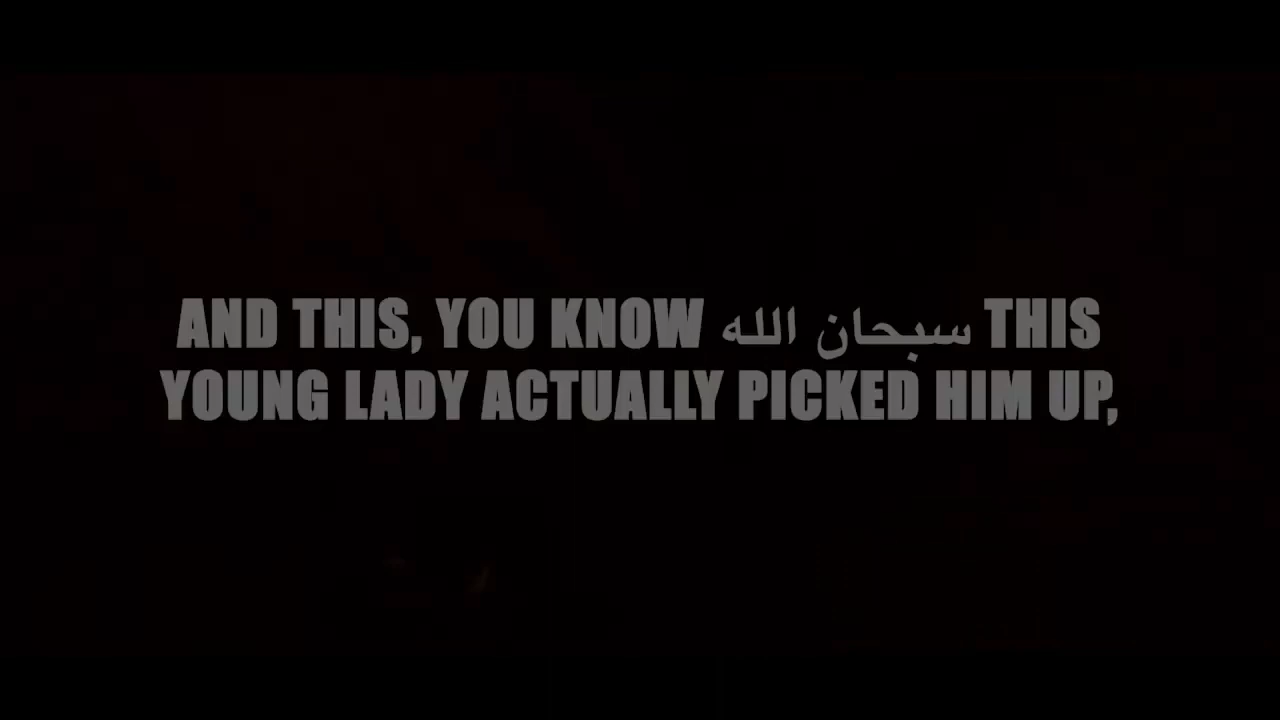 AND THIS, YOU KNOW سبحان الله THIS
YOUNG LADY ACTUALLY PICKED HIM UP,